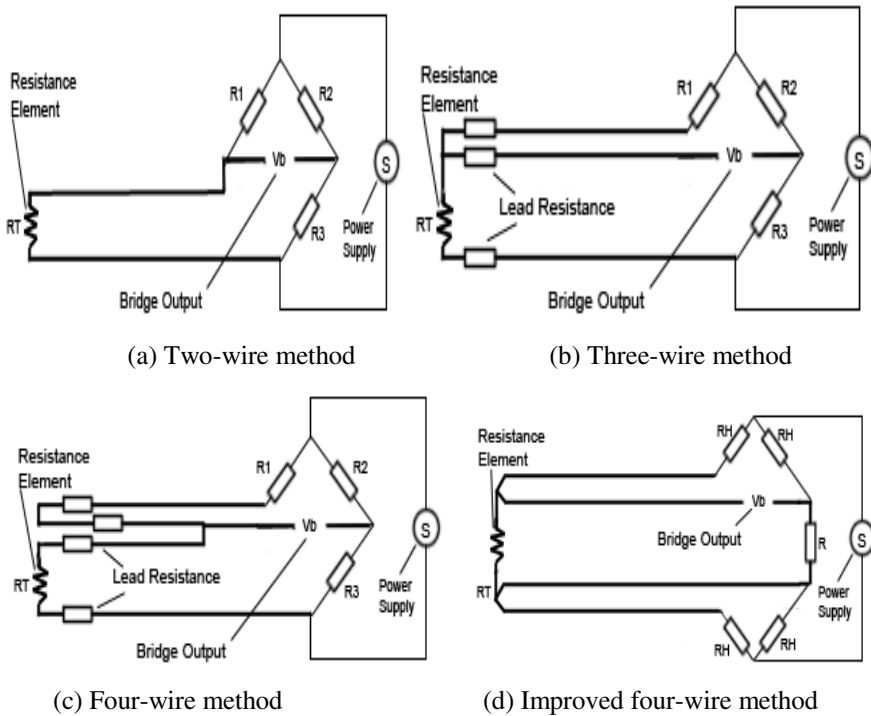 Resistance
Element
R1
R2
Vb
S
RT
R3
Power
Supply
Bridge Output
(a) Two-wire method
Resistance
Element
R1
R2
Vb
S
Lead Resistance
RT
R3
Power
Supply
Bridge Output
(b) Three-wire method
Resistance
Element
R1
R2
Vb
S
Lead Resistance
RT
R3
Power
Supply
Bridge Output
(c) Four-wire method
Resistance
Element
RH
RH
Vb
Bridge Output
R
S
RT
Power
Supply
RH
RH
(d) Improved four-wire method